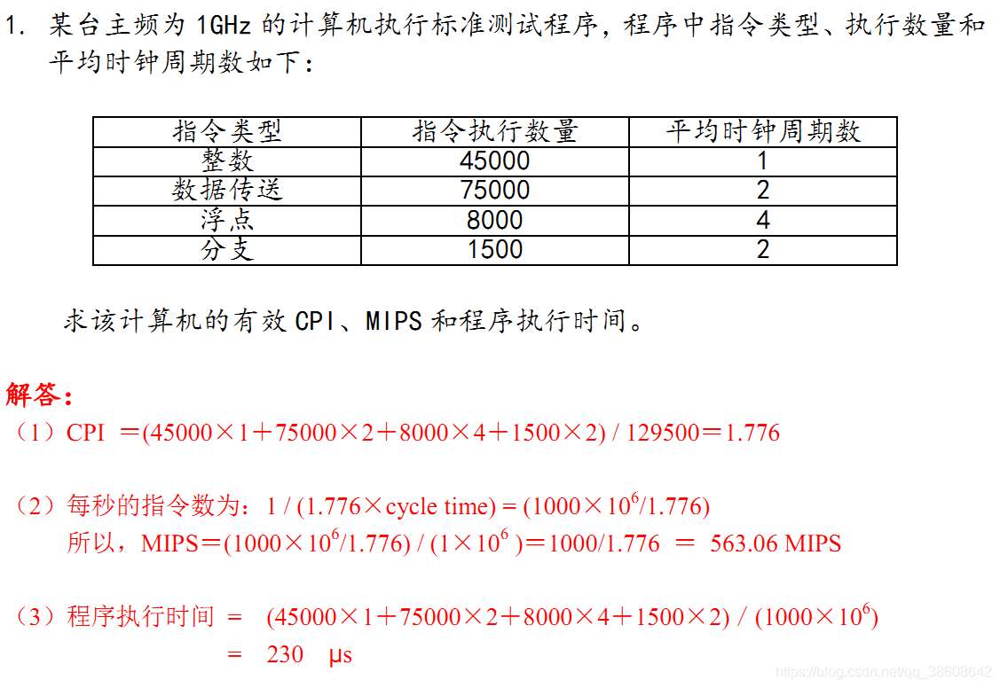 1. 某台主频为 1GHz 的计算机执行标准测试程序，程序中指令类型、执行数量和
平均时钟周期数如下：
指令类型 指令执行数量 平均时钟周期数
整数 45000 1
数据传送 75000 2
浮点 8000 4
分支 1500 2
求该计算机的有效 CPI、MIPS 和程序执行时间。
解答：
（1）CPI ＝(45000×1＋75000×2＋8000×4＋1500×2) / 129500＝1.776
（2）每秒的指令数为：1 / (1.776×cycle time) = (1000×10⁶/1.776)
所以，MIPS＝(1000×10⁶/1.776) / (1×10⁶ )＝1000/1.776 ＝ 563.06 MIPS
（3）程序执行时间 = (45000×1＋75000×2＋8000×4＋1500×2) / (1000×10⁶)
= 230 μs
https://blog.csdn.net/qq_38608642